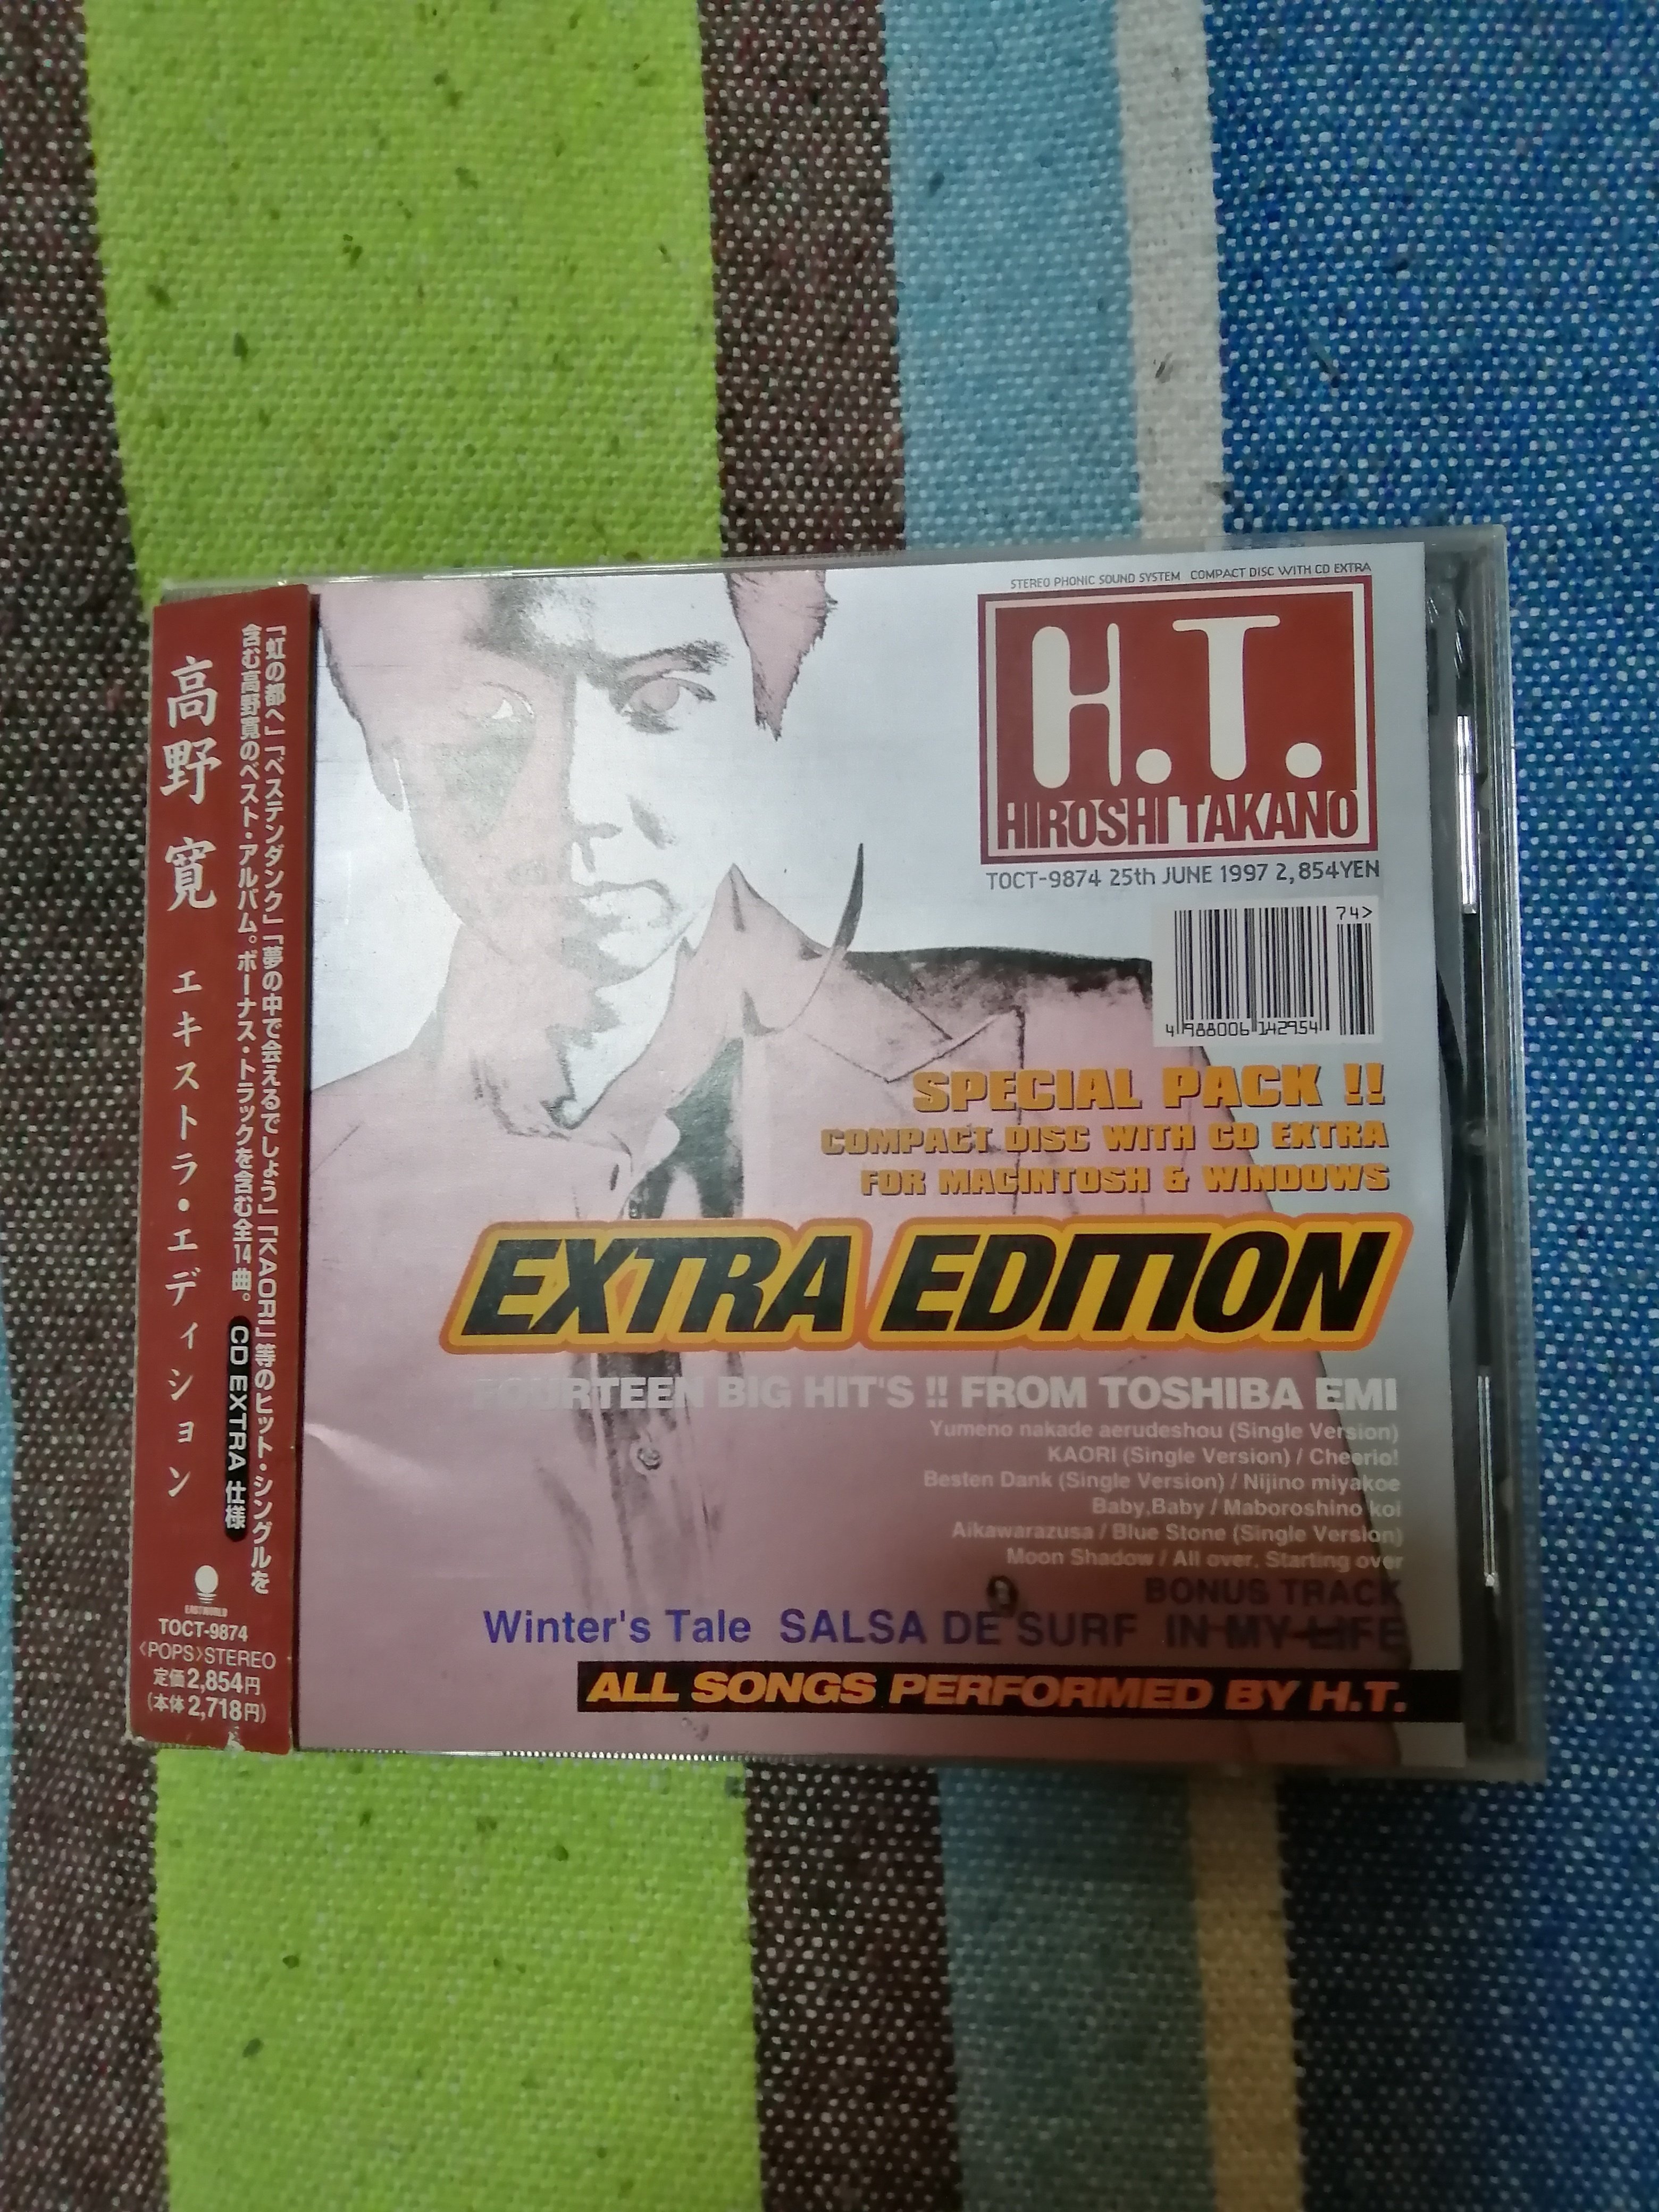 高野 寛 エキストラ・エディション
「虹の都へ」「ベステンダンク」「夢の中で会えるでしょう」「KAORI」等のヒット・シングルを
含む高野寛のベスト・アルバム。ボーナス・トラックを含む全14曲。 CD EXTRA 仕様
EASTWORLD
TOCT-9874
〈POPS〉STEREO
定価2,854円
(本体2,718円)
STEREO PHONIC SOUND SYSTEM COMPACT DISC WITH CD EXTRA
H.T.
HIROSHI TAKANO
TOCT-9874 25th JUNE 1997 2,854YEN
74>
4 988006 142954
SPECIAL PACK !!
COMPACT DISC WITH CD EXTRA
FOR MACINTOSH & WINDOWS
EXTRA EDITION
FOURTEEN BIG HIT'S !! FROM TOSHIBA EMI
Yumeno nakade aerudeshou (Single Version)
KAORI (Single Version) / Cheerio!
Besten Dank (Single Version) / Nijino miyakoe
Baby,Baby / Maboroshino koi
Aikawarazusa / Blue Stone (Single Version)
Moon Shadow / All over, Starting over
BONUS TRACK
Winter's Tale SALSA DE SURF IN MY LIFE
ALL SONGS PERFORMED BY H.T.